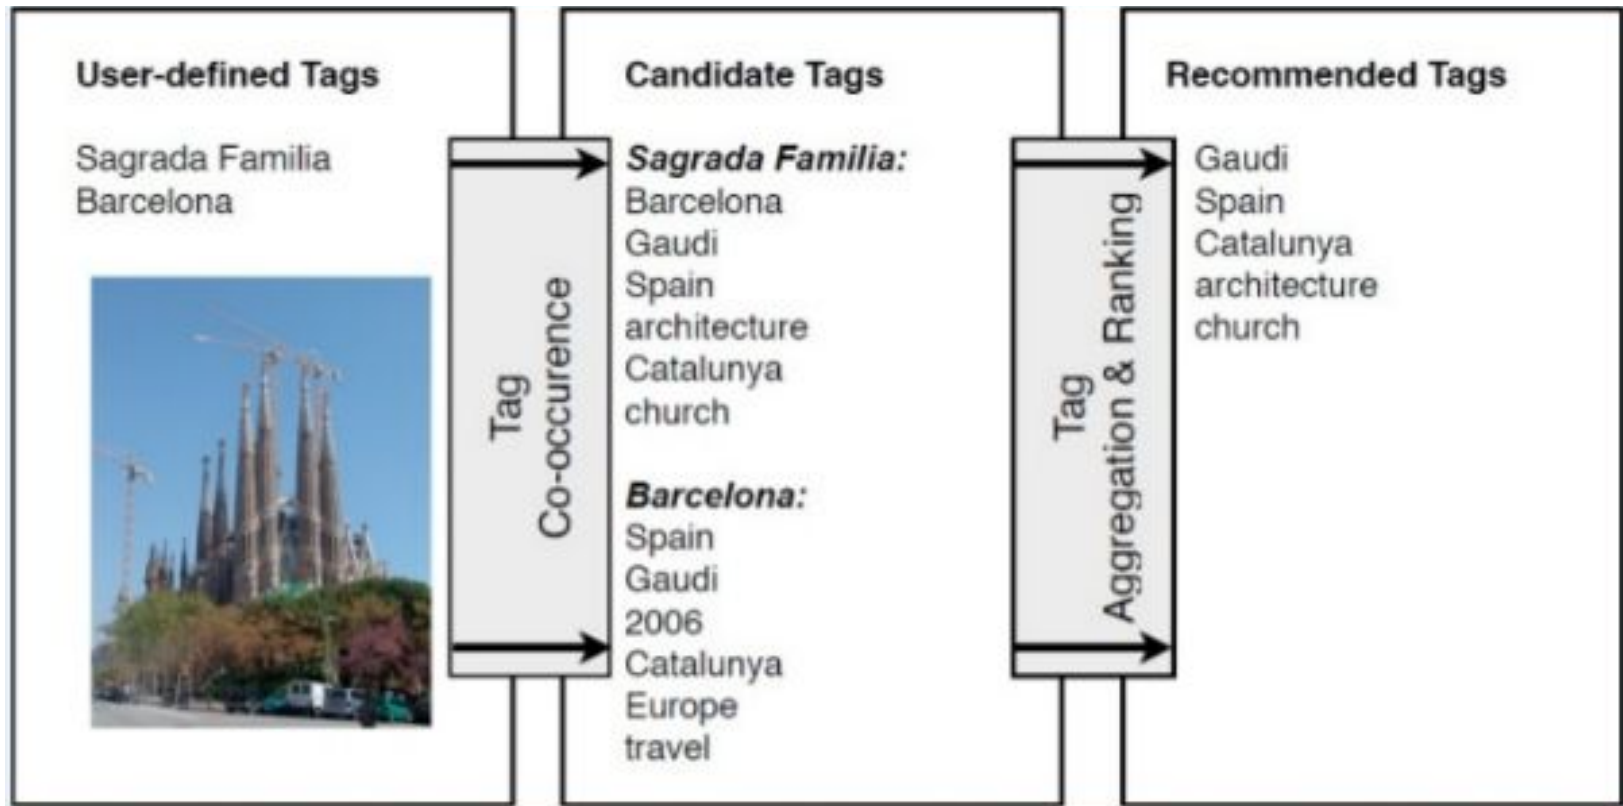 User-defined Tags
Sagrada Familia
Barcelona
Tag
Co-occurence
Candidate Tags
Sagrada Familia:
Barcelona
Gaudi
Spain
architecture
Catalunya
church
Barcelona:
Spain
Gaudi
2006
Catalunya
Europe
travel
Tag
Aggregation & Ranking
Recommended Tags
Gaudi
Spain
Catalunya
architecture
church